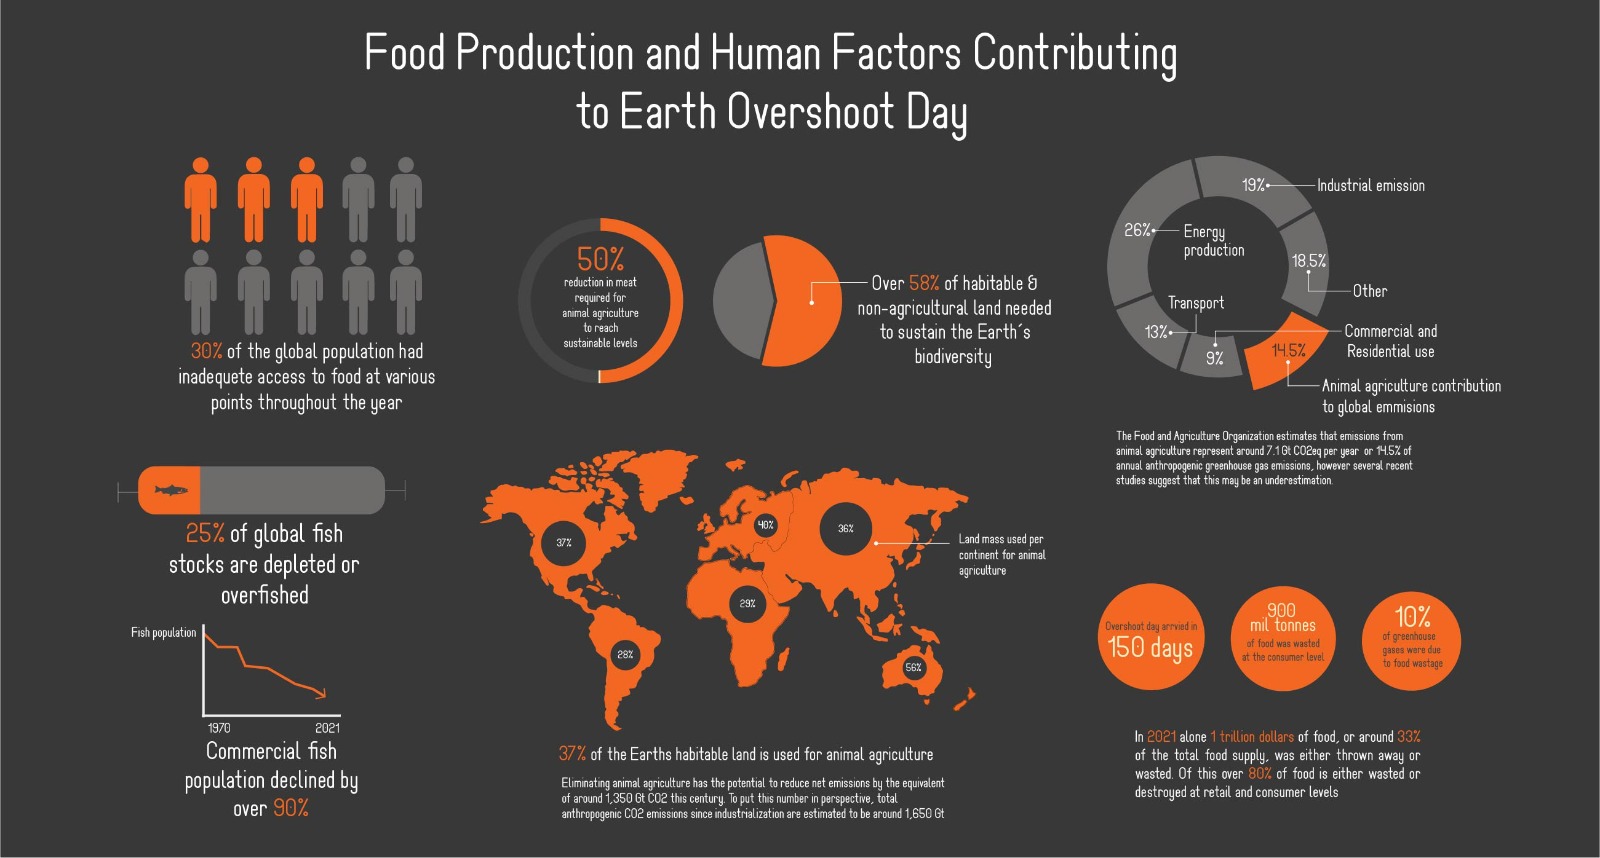 Food Production and Human Factors Contributing
to Earth Overshoot Day
30% of the global population had
inadequete access to food at various
points throughout the year
25% of global fish
stocks are depleted or
overfished
Fish population
1970
2021
Commercial fish
population declined by
over 90%
50%
reduction in meat
required for
animal agriculture
to reach
sustainable levels
Over 58% of habitable &
non-agricultural land needed
to sustain the Earth´s
biodiversity
37%
40%
36%
29%
28%
56%
Land mass used per
continent for animal
agriculture
37% of the Earths habitable land is used for animal agriculture
Eliminating animal agriculture has the potential to reduce net emissions by the equivalent
of around 1,350 Gt CO2 this century. To put this number in perspective, total
anthropogenic CO2 emissions since industrialization are estimated to be around 1,650 Gt
19%
Industrial emission
26%
Energy
production
18.5%
Other
Transport
13%
9%
Commercial and
Residential use
14.5%
Animal agriculture contribution
to global emmisions
The Food and Agriculture Organization estimates that emissions from
animal agriculture represent around 7.1 Gt CO2eq per year or 14.5% of
annual anthropogenic greenhouse gas emissions, however several recent
studies suggest that this may be an underestimation.
Overshoot day arrvied in
150 days
900
mil tonnes
of food was wasted
at the consumer level
10%
of greenhouse
gases were due
to food wastage
In 2021 alone 1 trillion dollars of food, or around 33%
of the total food supply, was either thrown away or
wasted. Of this over 80% of food is either wasted or
destroyed at retail and consumer levels